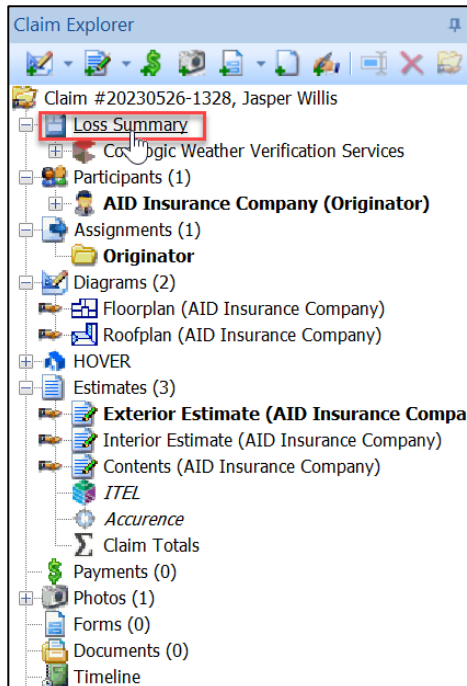 Claim Explorer
Claim #20230526-1328, Jasper Willis
Loss Summary
Logic Weather Verification Services
Participants (1)
AID Insurance Company (Originator)
Assignments (1)
Originator
Diagrams (2)
Floorplan (AID Insurance Company)
Roofplan (AID Insurance Company)
HOVER
Estimates (3)
Exterior Estimate (AID Insurance Compa
Interior Estimate (AID Insurance Company)
Contents (AID Insurance Company)
ITEL
Accurence
Claim Totals
Payments (0)
Photos (1)
Forms (0)
Documents (0)
Timeline